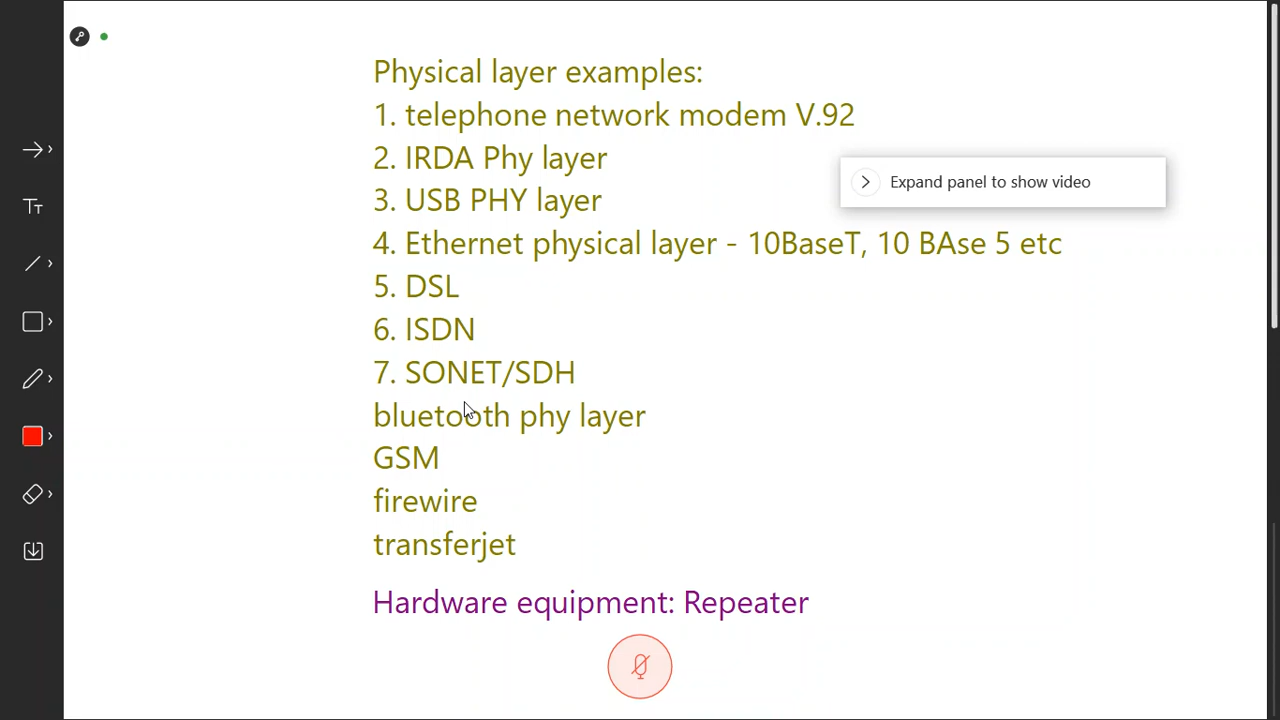 Physical layer examples:
1. telephone network modem V.92
2. IRDA Phy layer
Expand panel to show video
3. USB PHY layer
4. Ethernet physical layer - 10BaseT, 10 BAse 5 etc
5. DSL
6. ISDN
7. SONET/SDH
bluetooth phy layer
GSM
firewire
transferjet
Hardware equipment: Repeater
TT